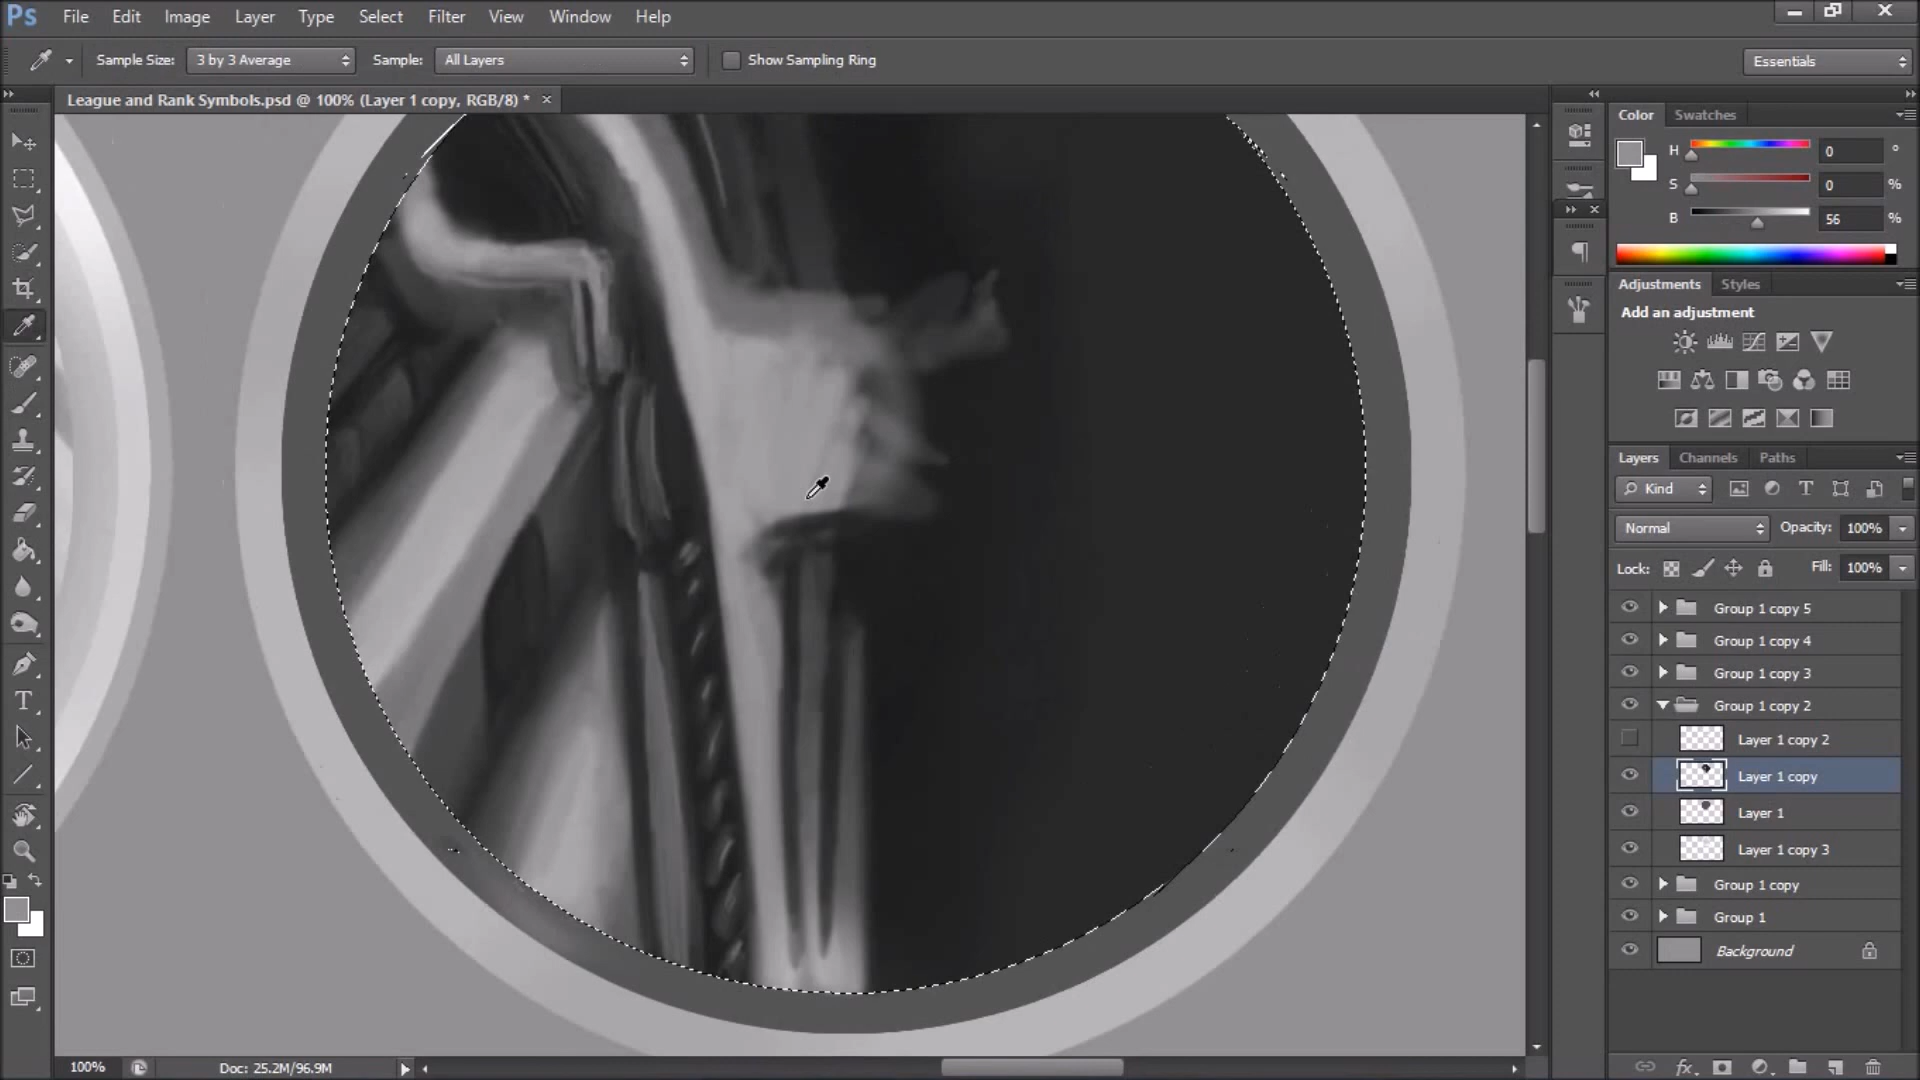 Ps File Edit Image Layer Type Select Filter View Window Help
Sample Size: 3 by 3 Average Sample: All Layers Show Sampling Ring Essentials
League and Rank Symbols.psd @ 100% (Layer 1 copy, RGB/8) * ×
Color Swatches
H 0 °
S 0 %
B 56 %
Adjustments Styles
Add an adjustment
Layers Channels Paths
Kind
Normal Opacity: 100%
Lock: Fill: 100%
Group 1 copy 5
Group 1 copy 4
Group 1 copy 3
Group 1 copy 2
Layer 1 copy 2
Layer 1 copy
Layer 1
Layer 1 copy 3
Group 1 copy
Group 1
Background
100% Doc: 25.2M/96.9M